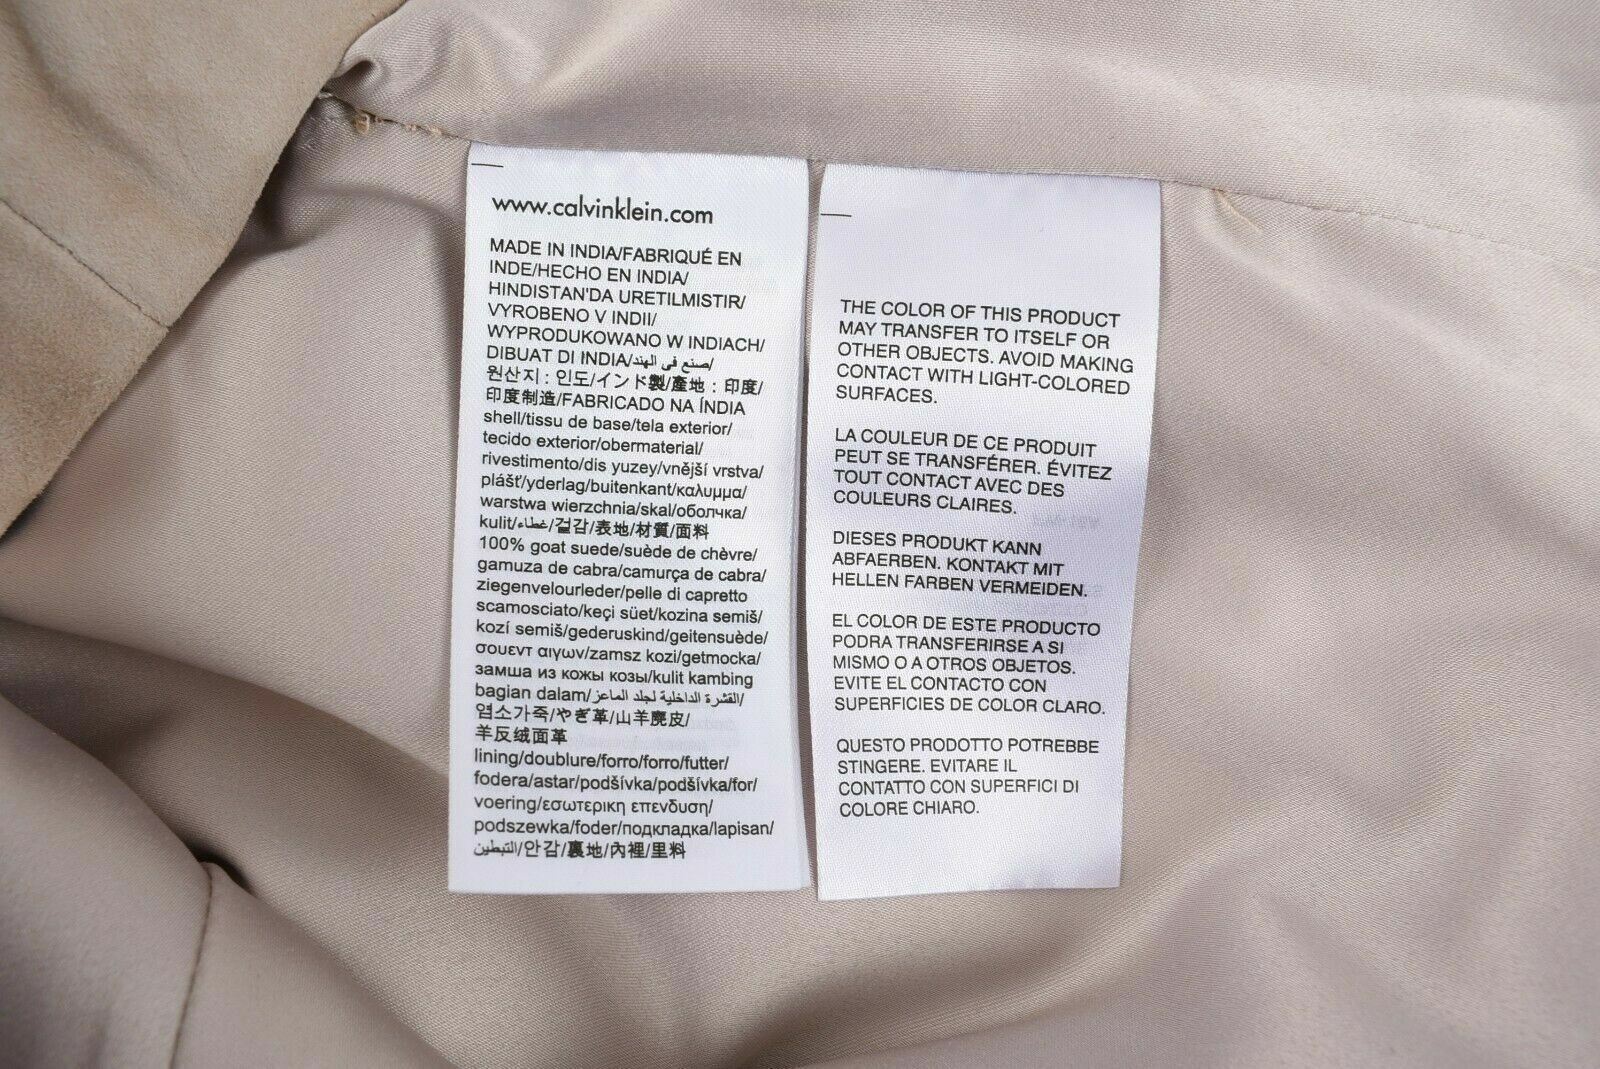 www.calvinklein.com
MADE IN INDIA/FABRIQUÉ EN
INDE/HECHO EN INDIA/
HINDISTAN'DA URETILMISTIR/
VYROBENO V INDII/
WYPRODUKOWANO W INDIACH/
DIBUAT DI INDIA/صنع في الهند/
원산지 : 인도/インド製/產地 : 印度/
印度制造/FABRICADO NA ÍNDIA
shell/tissu de base/tela exterior/
tecido exterior/obermaterial/
rivestimento/dis yuzey/vnější vrstva/
plášť/yderlag/buitenkant/καλυμμα/
warstwa wierzchnia/skal/оболчка/
kulit/غطاء/겉감/表地/材質/面料
100% goat suede/suède de chèvre/
gamuza de cabra/camurça de cabra/
ziegenvelourleder/pelle di capretto
scamosciato/keçi süet/kozina semiš/
kozí semiš/gederuskind/geitensuède/
σουεντ αιγων/zamsz kozi/getmocka/
замша из кожы козы/kulit kambing
bagian dalam/القشرة الداخلية لجلد الماعز/
염소가죽/やぎ革/山羊麂皮/
羊反绒面革
lining/doublure/forro/forro/futter/
fodera/astar/podšívka/podšívka/for/
voering/εσωτερικη επενδυση/
podszewka/foder/подкладка/lapisan/
التبطين/안감/裏地/內裡/里料
THE COLOR OF THIS PRODUCT
MAY TRANSFER TO ITSELF OR
OTHER OBJECTS. AVOID MAKING
CONTACT WITH LIGHT-COLORED
SURFACES.
LA COULEUR DE CE PRODUIT
PEUT SE TRANSFÉRER. ÉVITEZ
TOUT CONTACT AVEC DES
COULEURS CLAIRES.
DIESES PRODUKT KANN
ABFAERBEN. KONTAKT MIT
HELLEN FARBEN VERMEIDEN.
EL COLOR DE ESTE PRODUCTO
PODRA TRANSFERIRSE A SI
MISMO O A OTROS OBJETOS.
EVITE EL CONTACTO CON
SUPERFICIES DE COLOR CLARO.
QUESTO PRODOTTO POTREBBE
STINGERE. EVITARE IL
CONTATTO CON SUPERFICI DI
COLORE CHIARO.